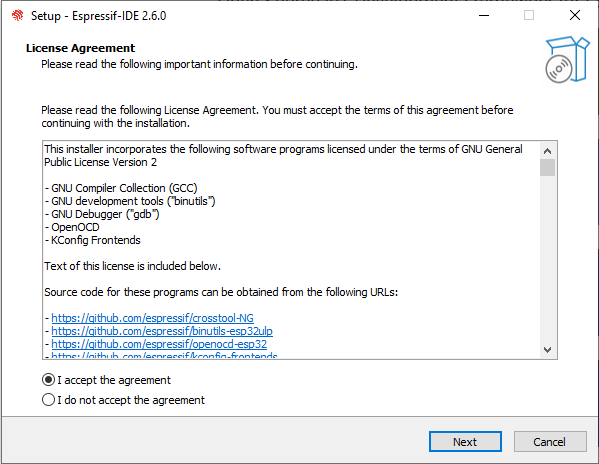 Setup - Espressif-IDE 2.6.0
License Agreement
Please read the following important information before continuing.
Please read the following License Agreement. You must accept the terms of this agreement before
continuing with the installation.
This installer incorporates the following software programs licensed under the terms of GNU General
Public License Version 2
- GNU Compiler Collection (GCC)
- GNU development tools ("binutils")
- GNU Debugger ("gdb")
- OpenOCD
- KConfig Frontends
Text of this license is included below.
Source code for these programs can be obtained from the following URLs:
- https://github.com/espressif/crosstool-NG
- https://github.com/espressif/binutils-esp32ulp
- https://github.com/espressif/openocd-esp32
- https://github.com/espressif/kconfig-frontends
I accept the agreement
I do not accept the agreement
Next
Cancel